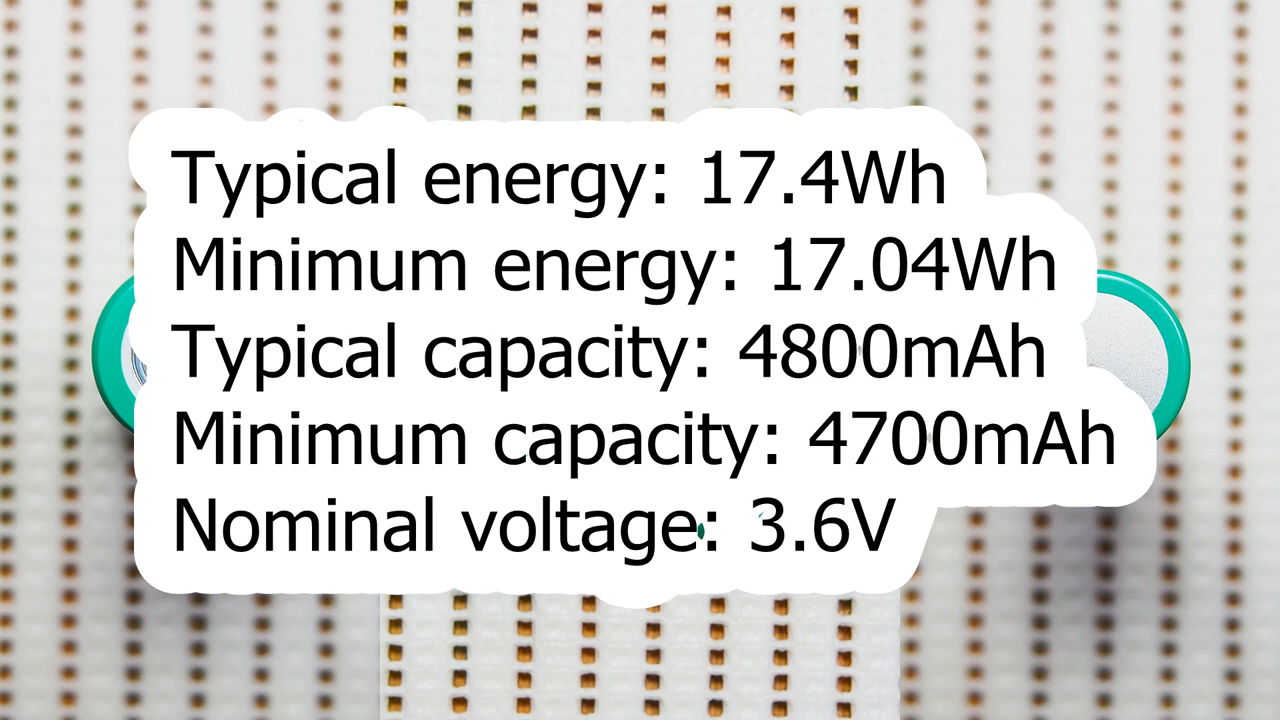 Typical energy: 17.4Wh
Minimum energy: 17.04Wh
Typical capacity: 4800mAh
Minimum capacity: 4700mAh
Nominal voltage: 3.6V